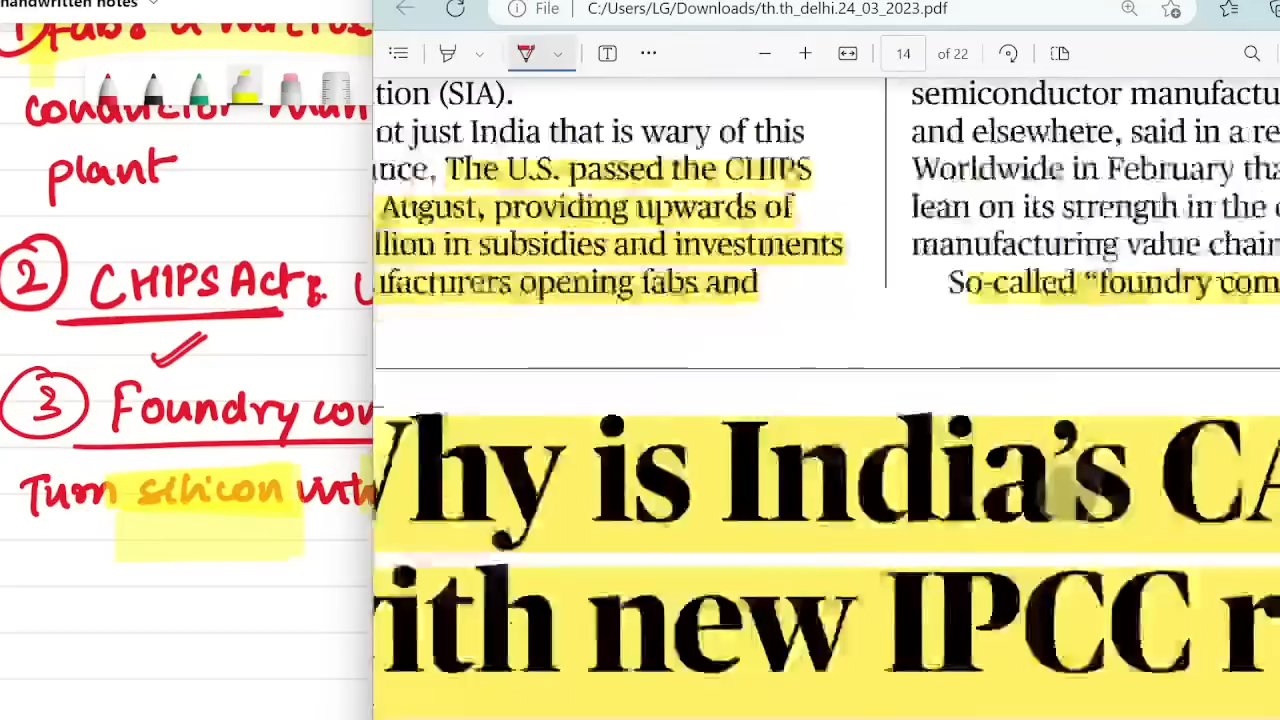 handwritten notes
plant
2 CHIPS Act:
3 Foundry
Turn silicon
File C:/Users/LG/Downloads/th.th_delhi.24_03_2023.pdf
14 of 22
tion (SIA).
ot just India that is wary of this
nce, The U.S. passed the CHIPS
August, providing upwards of
llion in subsidies and investments
ufacturers opening fabs and
semiconductor manufactu
and elsewhere, said in a re
Worldwide in February tha
lean on its strength in the
manufacturing value chain
So-called “foundry com
Why is India’s CA
with new IPCC r